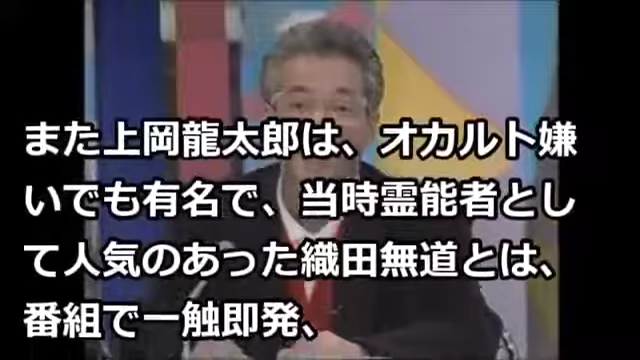 また上岡龍太郎は、オカルト嫌
いでも有名で、当時霊能者とし
て人気のあった織田無道とは、
番組で一触即発、